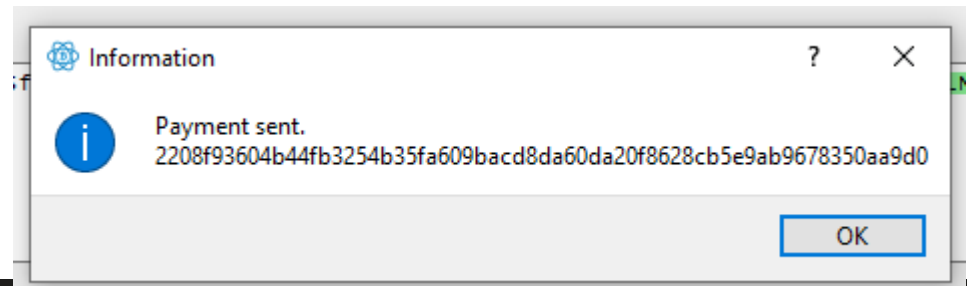 Information
Payment sent.
2208f93604b44fb3254b35fa609bacd8da60da20f8628cb5e9ab9678350aa9d0
OK